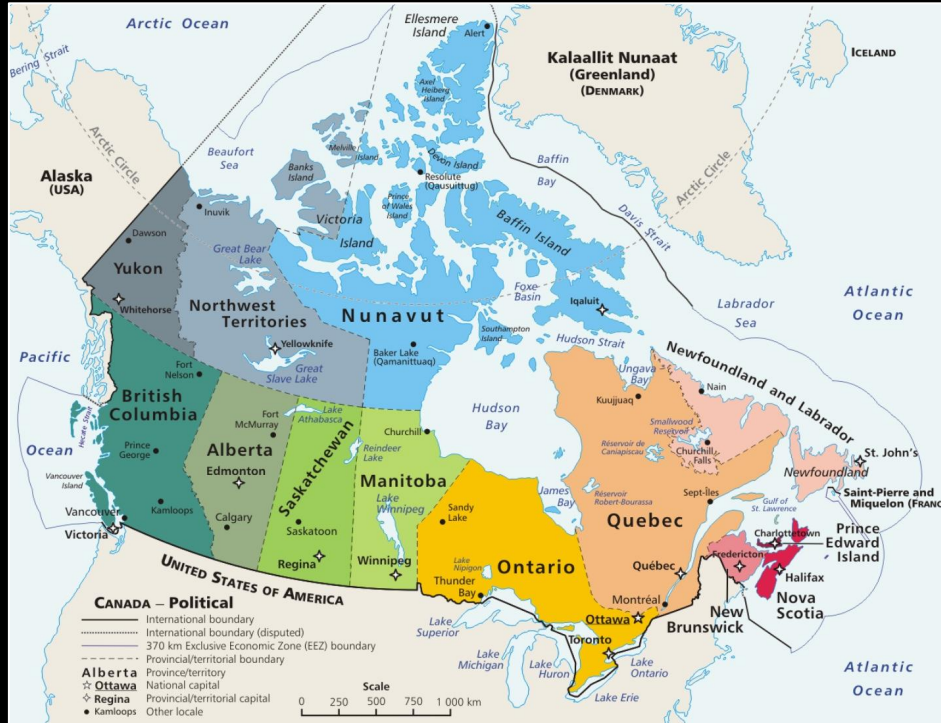 Arctic Ocean
Ellesmere
Island
Alert
Kalaallit Nunaat
(Greenland)
(DENMARK)
ICELAND
Bering Strait
Axel
Heiberg
Island
Arctic Circle
Beaufort
Sea
Melville
Island
Devon Island
Baffin
Bay
Arctic Circle
Alaska
(USA)
Banks
Island
Resolute
(Qausuittuq)
Prince
of Wales
Island
Davis Strait
Inuvik
Victoria
Island
Baffin Island
Dawson
Great Bear
Lake
Yukon
Foxe
Basin
Iqaluit
Labrador
Sea
Atlantic
Ocean
Whitehorse
Northwest
Territories
Nunavut
Southampton
Island
Hudson Strait
Yellowknife
Baker Lake
(Qamanittuaq)
Pacific
Ocean
Great
Slave Lake
Ungava
Bay
Newfoundland and Labrador
Fort
Nelson
Nain
British
Columbia
Kuujjuaq
Hecate Strait
Fort
McMurray
Lake
Athabasca
Hudson
Bay
Smallwood
Reservoir
Churchill
Falls
Alberta
Edmonton
Saskatchewan
Reindeer
Lake
Churchill
Réservoir de
Caniapiscau
St. John's
Prince
George
Manitoba
Newfoundland
Vancouver
Island
Lake
Winnipeg
James
Bay
Réservoir
Robert-Bourassa
Sept-Îles
Saint-Pierre and
Miquelon (FRANC
Vancouver
Kamloops
Calgary
Saskatoon
Sandy
Lake
Quebec
Gulf of
St. Lawrence
Victoria
Charlottetown
Prince
Edward
Island
Regina
Winnipeg
Ontario
Lake
Nipigon
Québec
Fredericton
Halifax
UNITED STATES OF AMERICA
Thunder
Bay
Montréal
Nova
Scotia
New
Brunswick
Ottawa
Toronto
Lake
Superior
Lake
Michigan
Lake
Huron
Lake
Ontario
Lake Erie
Atlantic
Ocean
CANADA – Political
International boundary
International boundary (disputed)
370 km Exclusive Economic Zone (EEZ) boundary
Provincial/territorial boundary
Alberta Province/territory
Ottawa National capital
Regina Provincial/territorial capital
Kamloops Other locale
Scale
0 250 500 750 1 000 km